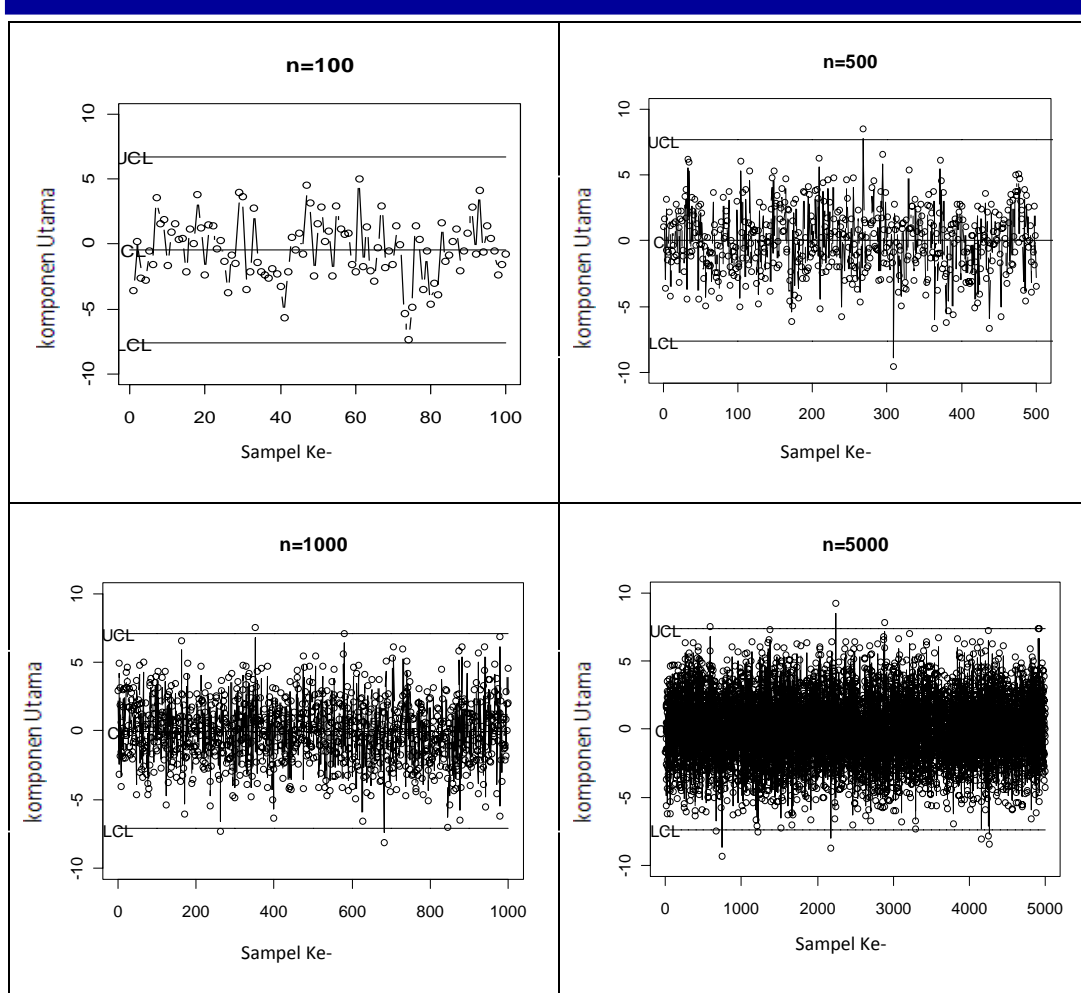 n=100
10
5
0
-5
-10
UCL
C
LCL
komponen Utama
0 20 40 60 80 100
Sampel Ke-
n=500
10
5
0
-5
-10
UCL
C
LCL
komponen Utama
0 100 200 300 400 500
Sampel Ke-
n=1000
10
5
0
-5
-10
UCL
C
LCL
komponen Utama
0 200 400 600 800 1000
Sampel Ke-
n=5000
10
5
0
-5
-10
UCL
C
LCL
komponen Utama
0 1000 2000 3000 4000 5000
Sampel Ke-